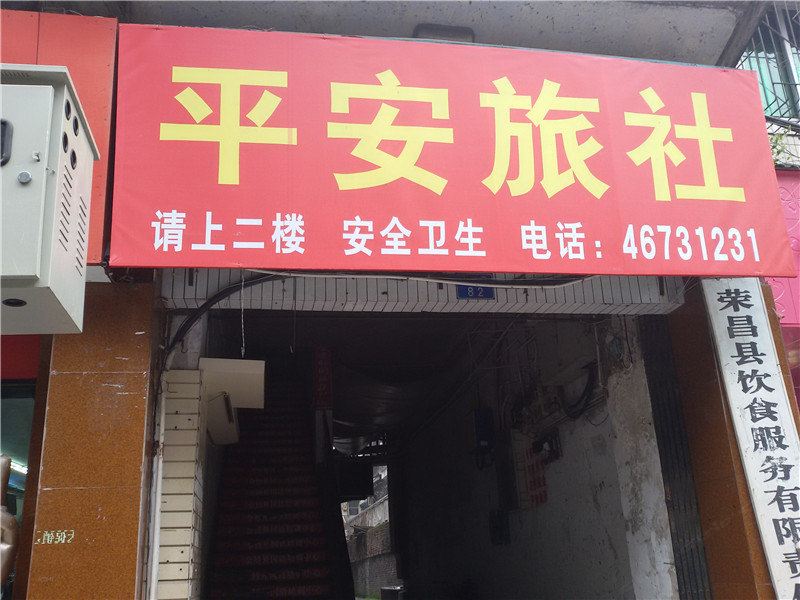 平安旅社
请上二楼 安全卫生 电话：46731231
82
荣昌县饮食服务有限责